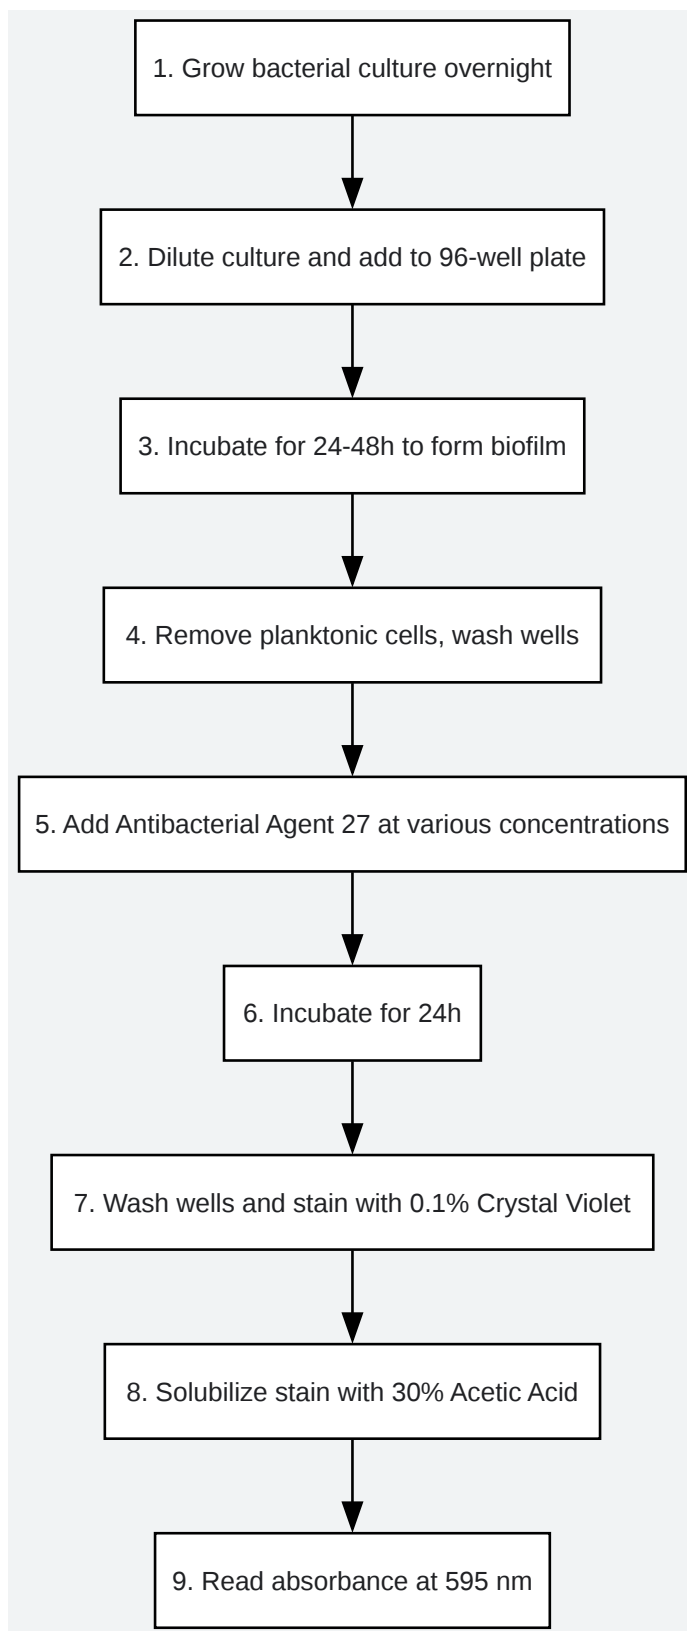 1. Grow bacterial culture overnight
2. Dilute culture and add to 96-well plate
3. Incubate for 24-48h to form biofilm
4. Remove planktonic cells, wash wells
5. Add Antibacterial Agent 27 at various concentrations
6. Incubate for 24h
7. Wash wells and stain with 0.1% Crystal Violet
8. Solubilize stain with 30% Acetic Acid
9. Read absorbance at 595 nm